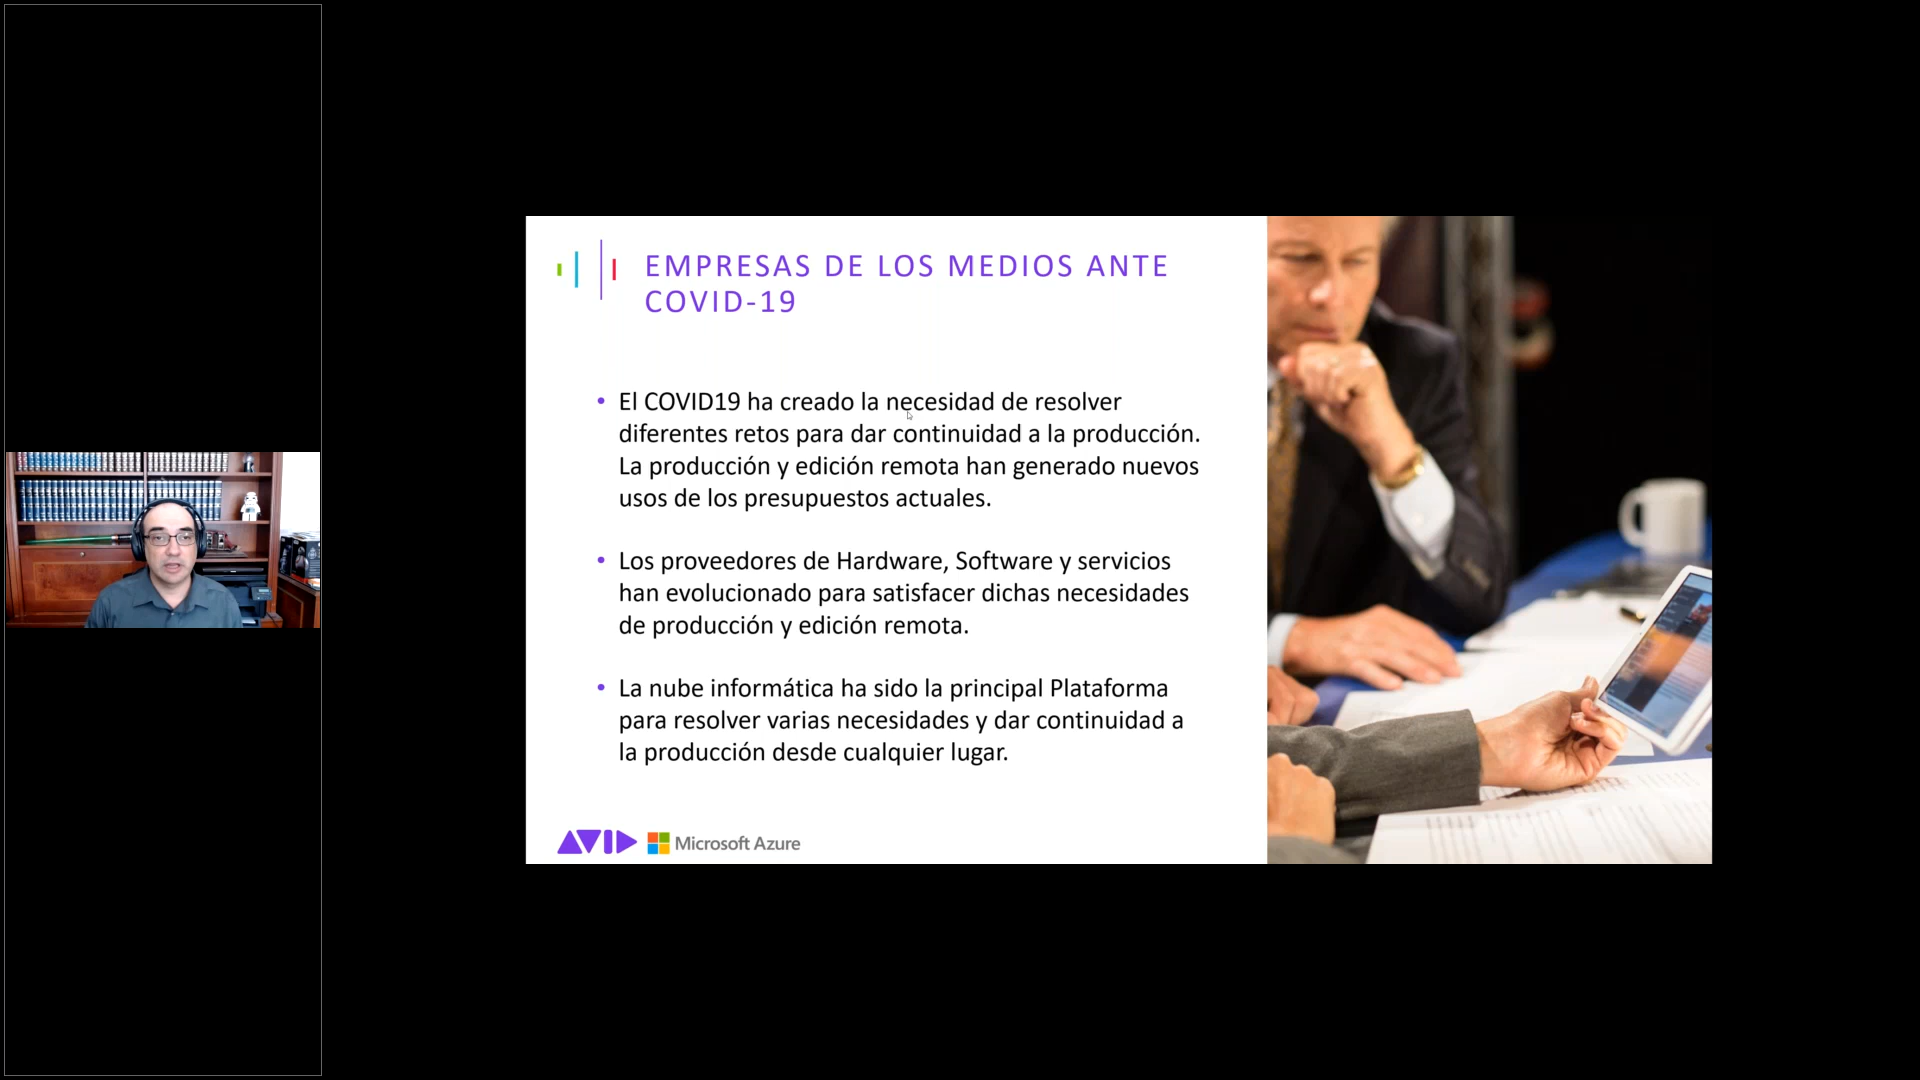 EMPRESAS DE LOS MEDIOS ANTE
COVID-19
• El COVID19 ha creado la necesidad de resolver
diferentes retos para dar continuidad a la producción.
La producción y edición remota han generado nuevos
usos de los presupuestos actuales.
• Los proveedores de Hardware, Software y servicios
han evolucionado para satisfacer dichas necesidades
de producción y edición remota.
• La nube informática ha sido la principal Plataforma
para resolver varias necesidades y dar continuidad a
la producción desde cualquier lugar.
AVID Microsoft Azure